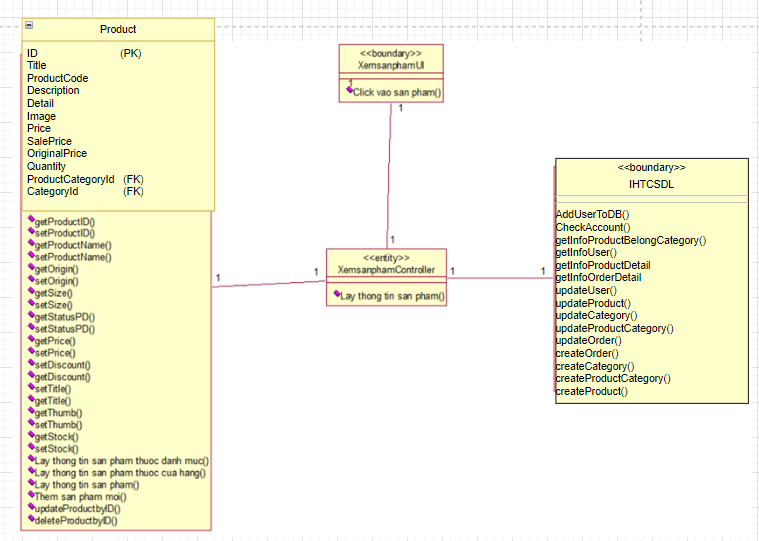 Product
ID (PK)
Title
ProductCode
Description
Detail
Image
Price
SalePrice
OriginalPrice
Quantity
ProductCategoryId (FK)
CategoryId (FK)
getProductID()
setProductID()
getProductName()
setProductName()
getOrigin()
setOrigin()
getSize()
setSize()
getStatusPD()
setStatusPD()
getPrice()
setPrice()
setDiscount()
getDiscount()
setTitle()
getTitle()
getThumb()
setThumb()
getStock()
setStock()
Lay thong tin san pham thuoc danh muc()
Lay thong tin san pham thuoc cua hang()
Lay thong tin san pham()
Them san pham moi()
updateProductbyID()
deleteProductbyID()
<<boundary>>
XemsanphamUI
1
Click vao san pham()
1
1
<<entity>>
XemsanphamController
Lay thong tin san pham()
1
1
1
1
<<boundary>>
IHTCSDL
AddUserToDB()
CheckAccount()
getInfoProductBelongCategory()
getInfoUser()
getInfoProductDetail
getInfoOrderDetail
updateUser()
updateProduct()
updateCategory()
updateProductCategory()
updateOrder()
createOrder()
createCategory()
createProductCategory()
createProduct()